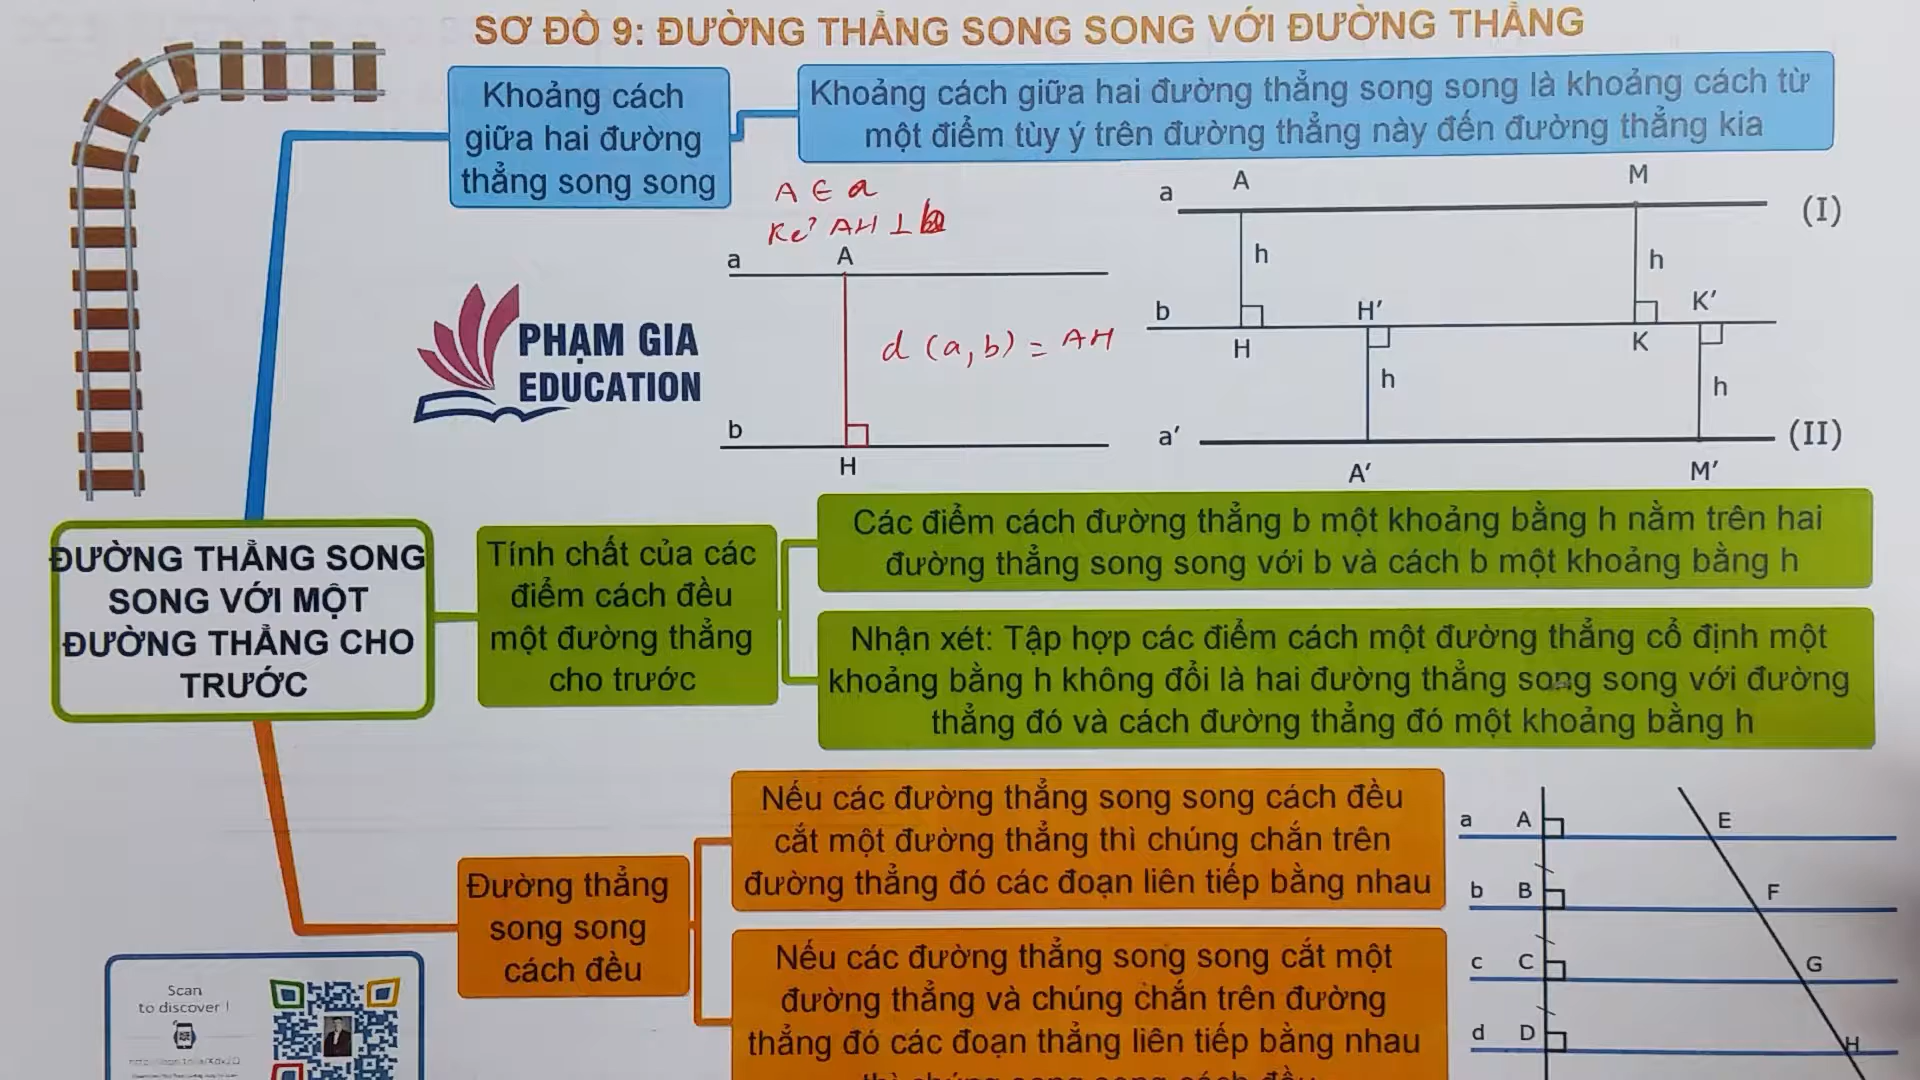 SƠ ĐỒ 9: ĐƯỜNG THẲNG SONG SONG VỚI ĐƯỜNG THẲNG
Khoảng cách
giữa hai đường
thẳng song song
Khoảng cách giữa hai đường thẳng song song là khoảng cách từ
một điểm tùy ý trên đường thẳng này đến đường thẳng kia
A ∈ a
Kẻ AH ⊥ b
a A
d (a, b) = AH
b
H
a A M (I)
h h
b H' K'
H K
h h
a' (II)
A' M'
PHẠM GIA
EDUCATION
ĐƯỜNG THẲNG SONG
SONG VỚI MỘT
ĐƯỜNG THẲNG CHO
TRƯỚC
Tính chất của các
điểm cách đều
một đường thẳng
cho trước
Các điểm cách đường thẳng b một khoảng bằng h nằm trên hai
đường thẳng song song với b và cách b một khoảng bằng h
Nhận xét: Tập hợp các điểm cách một đường thẳng cố định một
khoảng bằng h không đổi là hai đường thẳng song song với đường
thẳng đó và cách đường thẳng đó một khoảng bằng h
Đường thẳng
song song
cách đều
Nếu các đường thẳng song song cách đều
cắt một đường thẳng thì chúng chắn trên
đường thẳng đó các đoạn liên tiếp bằng nhau
Nếu các đường thẳng song song cắt một
đường thẳng và chúng chắn trên đường
thẳng đó các đoạn thẳng liên tiếp bằng nhau
thì chúng song song cách đều
a A E
b B F
c C G
d D H
Scan
to discover !